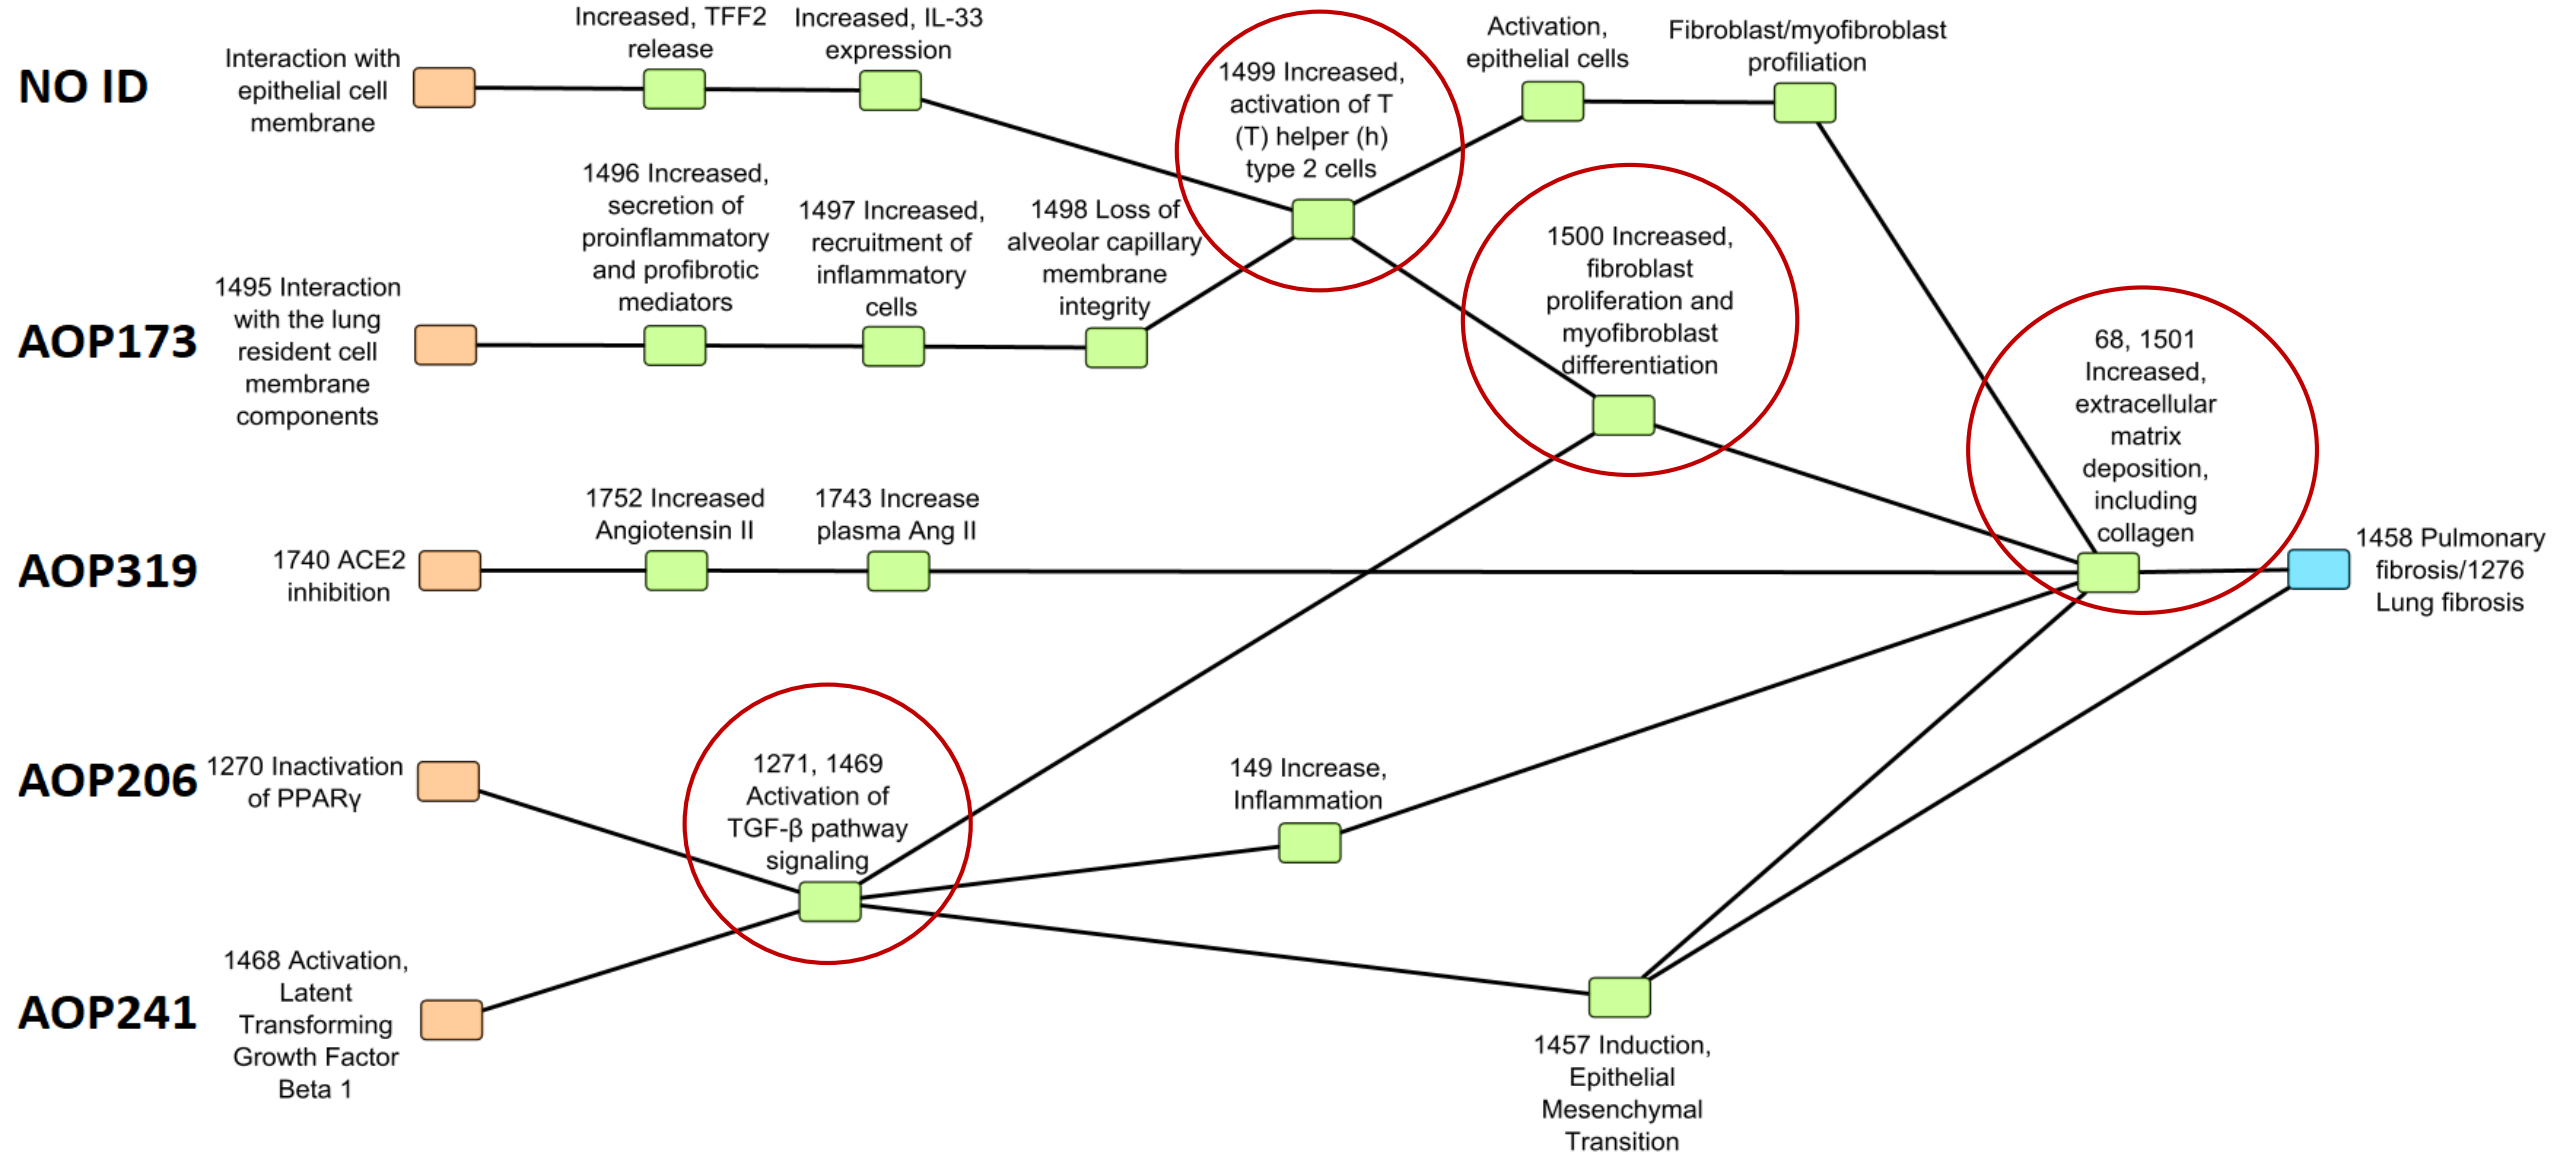 NO ID
Interaction with
epithelial cell
membrane
Increased, TFF2
release
Increased, IL-33
expression
1499 Increased,
activation of T
(T) helper (h)
type 2 cells
Activation,
epithelial cells
Fibroblast/myofibroblast
profiliation
AOP173
1495 Interaction
with the lung
resident cell
membrane
components
1496 Increased,
secretion of
proinflammatory
and profibrotic
mediators
1497 Increased,
recruitment of
inflammatory
cells
1498 Loss of
alveolar capillary
membrane
integrity
1500 Increased,
fibroblast
proliferation and
myofibroblast
differentiation
68, 1501
Increased,
extracellular
matrix
deposition,
including
collagen
AOP319
1740 ACE2
inhibition
1752 Increased
Angiotensin II
1743 Increase
plasma Ang II
1458 Pulmonary
fibrosis/1276
Lung fibrosis
AOP206
1270 Inactivation
of PPARγ
1271, 1469
Activation of
TGF-β pathway
signaling
149 Increase,
Inflammation
AOP241
1468 Activation,
Latent
Transforming
Growth Factor
Beta 1
1457 Induction,
Epithelial
Mesenchymal
Transition